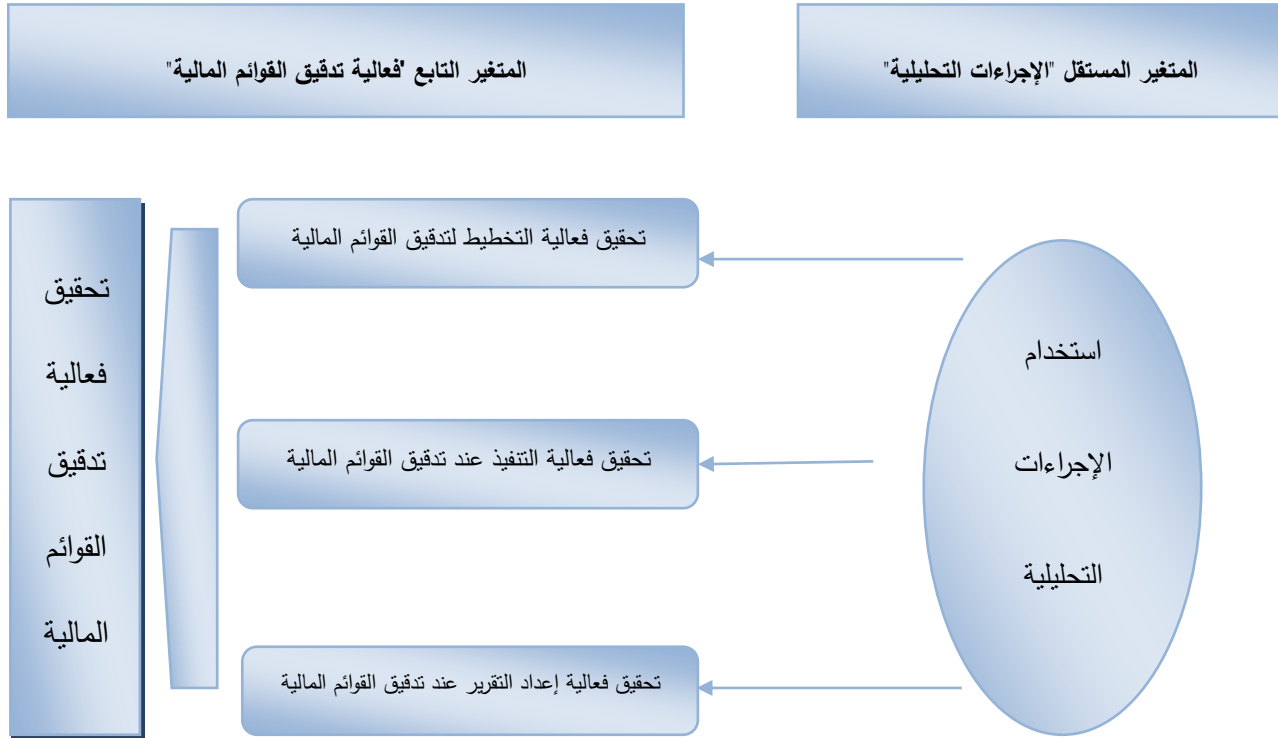 المتغير المستقل "الإجراءات التحليلية"
المتغير التابع "فعالية تدقيق القوائم المالية"
استخدام
الإجراءات
التحليلية
تحقيق فعالية التخطيط لتدقيق القوائم المالية
تحقيق فعالية التنفيذ عند تدقيق القوائم المالية
تحقيق فعالية إعداد التقرير عند تدقيق القوائم المالية
تحقيق
فعالية
تدقيق
القوائم
المالية